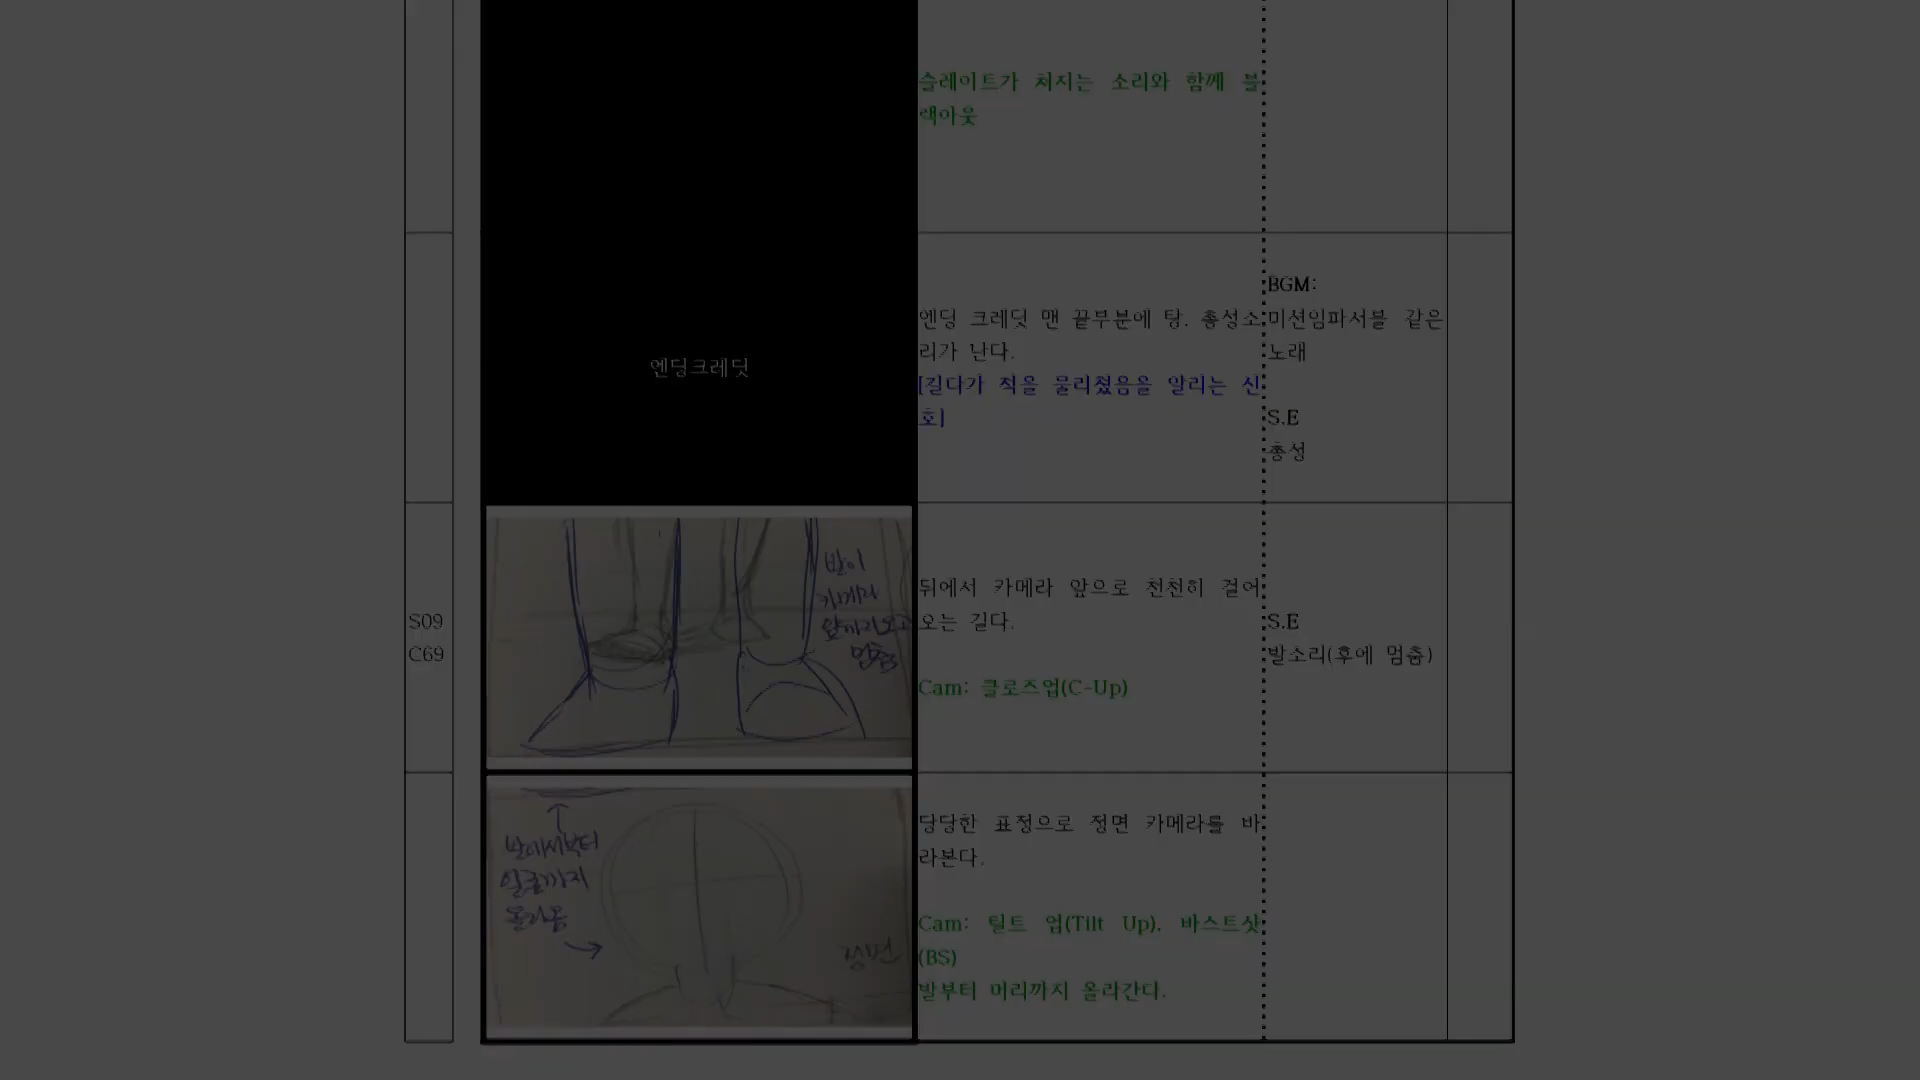 슬레이트가 쳐지는 소리와 함께 블
랙아웃
엔딩크레딧
엔딩 크레딧 맨 끝부분에 탕. 총성소
리가 난다.
[길다가 적을 물리쳤음을 알리는 신
호]
BGM:
미션임파서블 같은
노래
S.E
총성
S09
C69
발이
카메라
앞까지 오고
멈춤
뒤에서 카메라 앞으로 천천히 걸어
오는 길다.
Cam: 클로즈업(C-Up)
S.E
발소리(후에 멈춤)
발에서부터
얼굴까지
올라옴
정면
당당한 표정으로 정면 카메라를 바
라본다.
Cam: 틸트 업(Tilt Up), 바스트샷
(BS)
발부터 머리까지 올라간다.